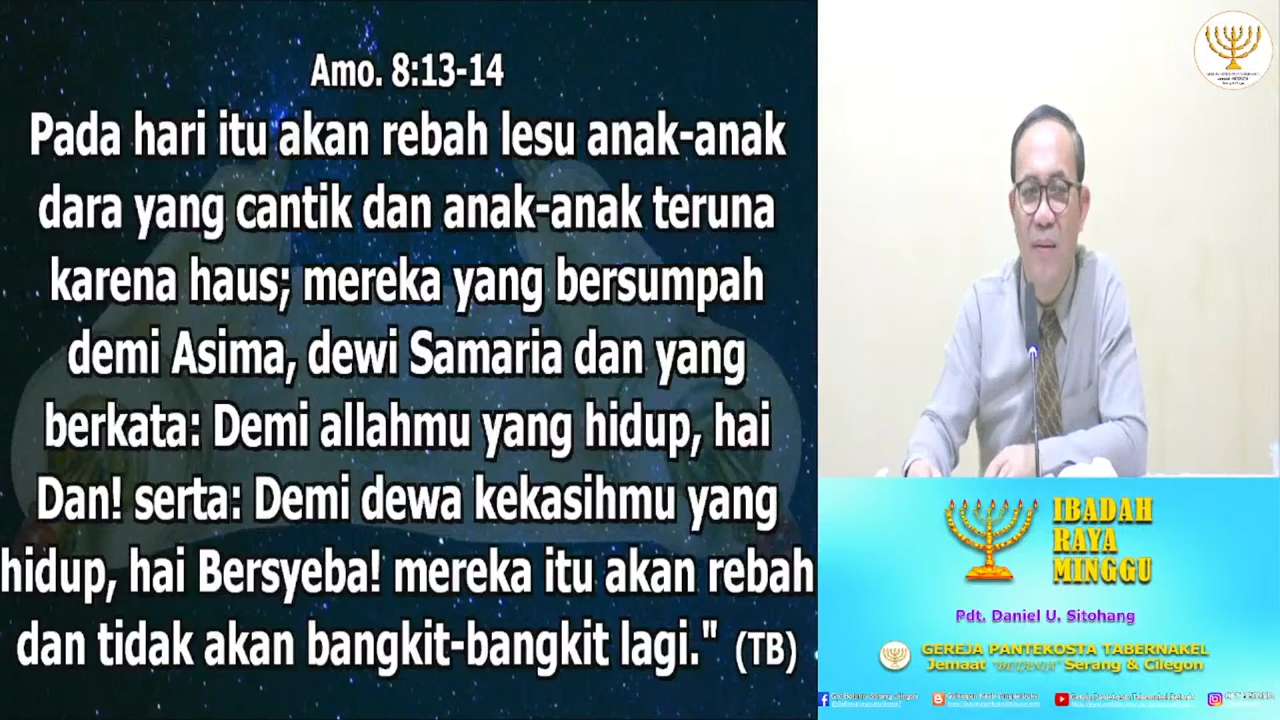 Amo. 8:13-14
Pada hari itu akan rebah lesu anak-anak
dara yang cantik dan anak-anak teruna
karena haus; mereka yang bersumpah
demi Asima, dewi Samaria dan yang
berkata: Demi allahmu yang hidup, hai
Dan! serta: Demi dewa kekasihmu yang
hidup, hai Bersyeba! mereka itu akan rebah
dan tidak akan bangkit-bangkit lagi." (TB)
IBADAH
RAYA
MINGGU
Pdt. Daniel U. Sitohang
GEREJA PANTEKOSTA TABERNAKEL
Jemaat "BETANIA" Serang & Cilegon